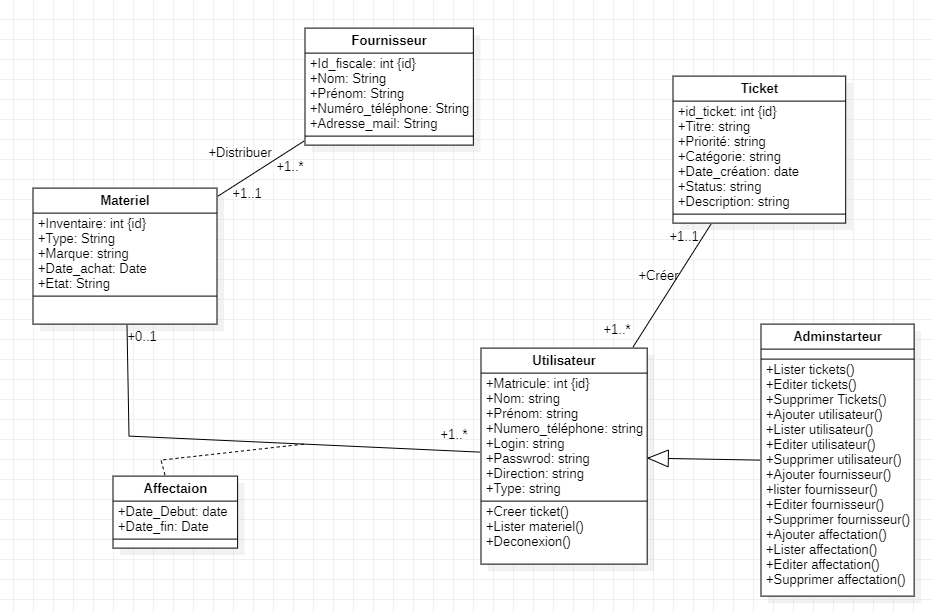 Fournisseur
+Id_fiscale: int {id}
+Nom: String
+Prénom: String
+Numéro_téléphone: String
+Adresse_mail: String
+Distribuer
+1..*
+1..1
Materiel
+Inventaire: int {id}
+Type: String
+Marque: string
+Date_achat: Date
+Etat: String
+0..1
Ticket
+id_ticket: int {id}
+Titre: string
+Priorité: string
+Catégorie: string
+Date_création: date
+Status: string
+Description: string
+1..1
+Créer
+1..*
Utilisateur
+Matricule: int {id}
+Nom: string
+Prénom: string
+Numero_téléphone: string
+Login: string
+Passwrod: string
+Direction: string
+Type: string
+Creer ticket()
+Lister materiel()
+Deconexion()
+1..*
Adminstarteur
+Lister tickets()
+Editer tickets()
+Supprimer Tickets()
+Ajouter utilisateur()
+Lister utilisateur()
+Editer utilisateur()
+Supprimer utilisateur()
+Ajouter fournisseur()
+lister fournisseur()
+Editer fournisseur()
+Supprimer fournisseur()
+Ajouter affectation()
+Lister affectation()
+Editer affectation()
+Supprimer affectation()
Affectaion
+Date_Debut: date
+Date_fin: Date